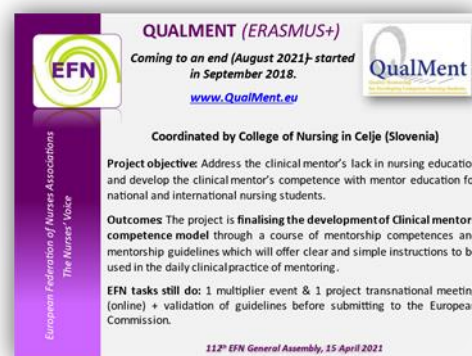 QUALMENT (ERASMUS+)
Coming to an end (August 2021)– started
in September 2018.
www.QualMent.eu
EFN
QualMent
European Federation of Nurses Associations
The Nurses' Voice
Coordinated by College of Nursing in Celje (Slovenia)
Project objective: Address the clinical mentor's lack in nursing educatio
and develop the clinical mentor's competence with mentor education fo
national and international nursing students.
Outcomes: The project is finalising the development of Clinical mentor
competence model through a course of mentorship competences an
mentorship guidelines which will offer clear and simple instructions to b
used in the daily clinical practice of mentoring.
EFN tasks still do: 1 multiplier event & 1 project transnational meetin
(online) + validation of guidelines before submitting to the Europea
Commission.
112th EFN General Assembly, 15 April 2021